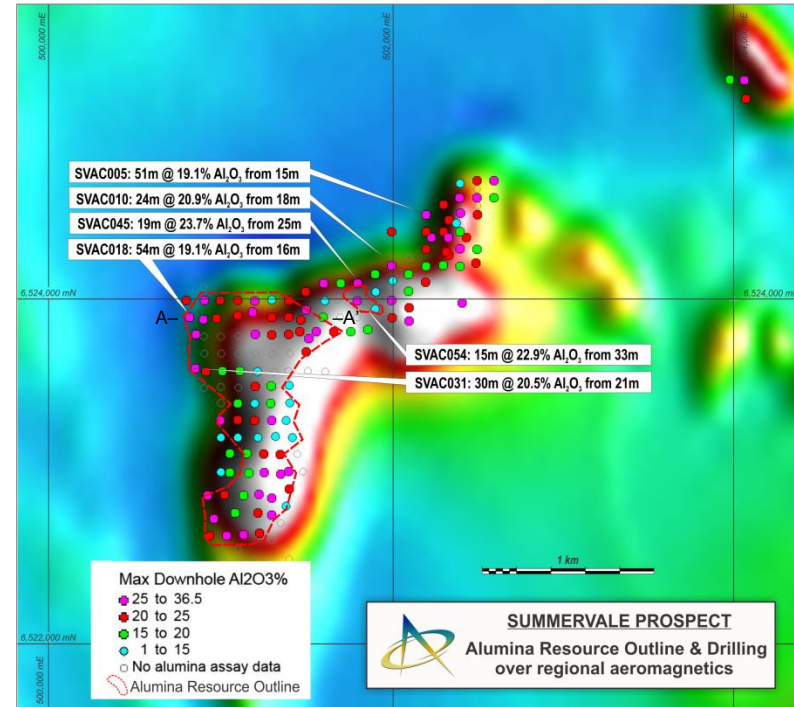 500,000 mE
502,000 mE
SVAC005: 51m @ 19.1% Al₂O₃ from 15m
SVAC010: 24m @ 20.9% Al₂O₃ from 18m
SVAC045: 19m @ 23.7% Al₂O₃ from 25m
SVAC018: 54m @ 19.1% Al₂O₃ from 16m
6,524,000 mN
6,524,000 mN
A–
–A'
SVAC054: 15m @ 22.9% Al₂O₃ from 33m
SVAC031: 30m @ 20.5% Al₂O₃ from 21m
1 km
Max Downhole Al2O3%
25 to 36.5
20 to 25
15 to 20
1 to 15
No alumina assay data
Alumina Resource Outline
SUMMERVALE PROSPECT
Alumina Resource Outline & Drilling
over regional aeromagnetics
6,522,000 mN
500,000 mE